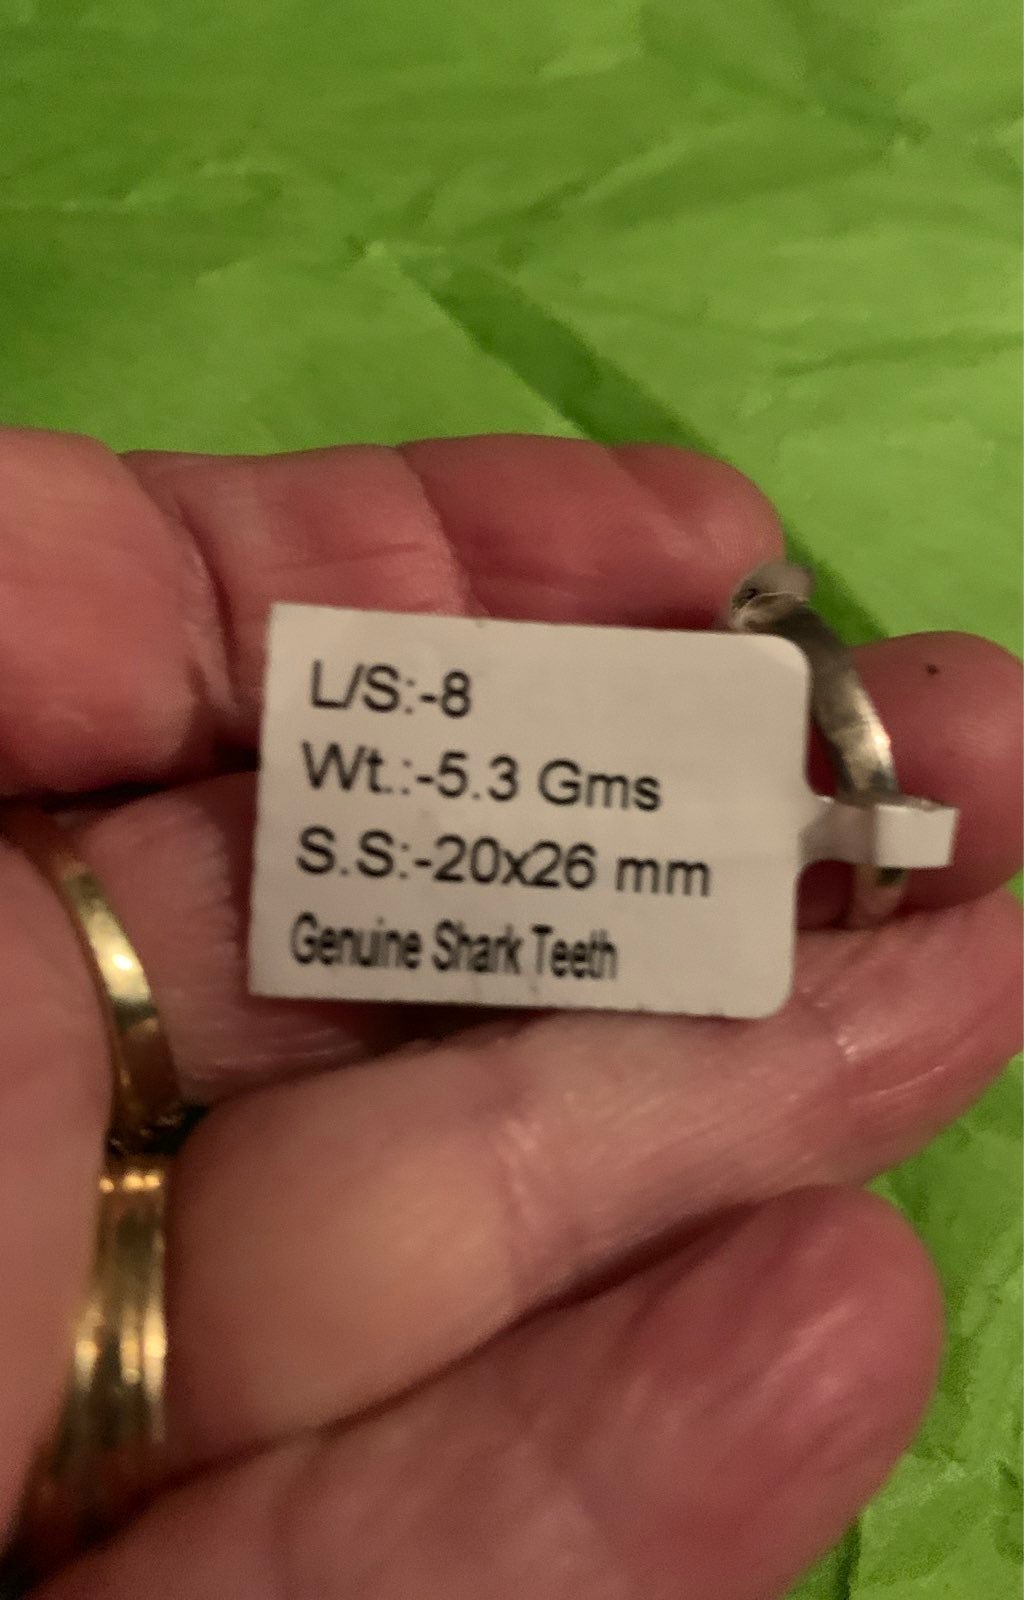 L/S:-8
Wt.:-5.3 Gms
S.S:-20x26 mm
Genuine Shark Teeth